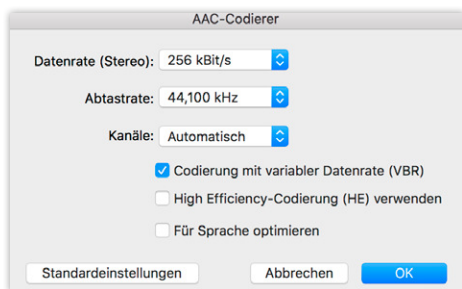 AAC-Codierer
Datenrate (Stereo): 256 kBit/s
Abtastrate: 44,100 kHz
Kanäle: Automatisch
Codierung mit variabler Datenrate (VBR)
High Efficiency-Codierung (HE) verwenden
Für Sprache optimieren
Standardeinstellungen Abbrechen OK